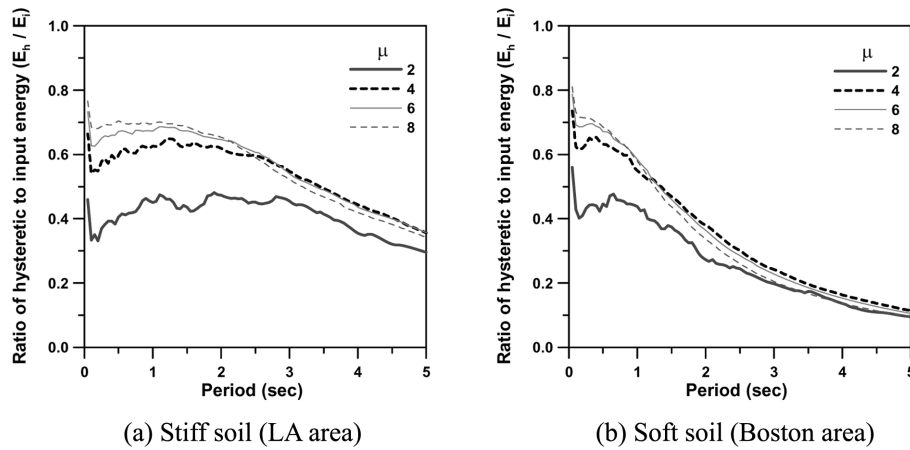 Ratio of hysteretic to input energy (Eh / Ei)
1.0
0.8
0.6
0.4
0.2
0.0
0 1 2 3 4 5
Period (sec)
μ
2
4
6
8
(a) Stiff soil (LA area)
Ratio of hysteretic to input energy (Eh / Ei)
1.0
0.8
0.6
0.4
0.2
0.0
0 1 2 3 4 5
Period (sec)
μ
2
4
6
8
(b) Soft soil (Boston area)